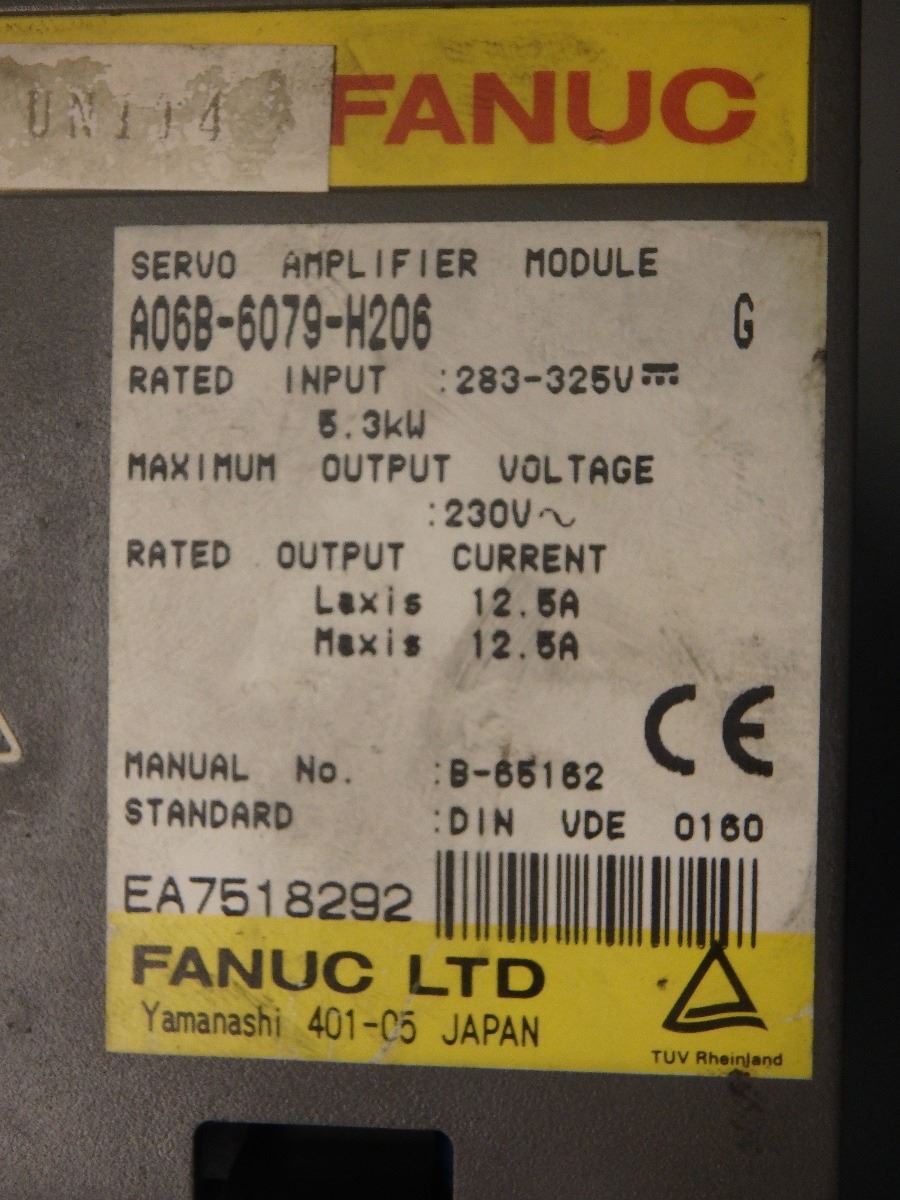 UNIT4
FANUC
SERVO AMPLIFIER MODULE
A06B-6079-H206 G
RATED INPUT :283-325V⎓
5.3kW
MAXIMUM OUTPUT VOLTAGE
:230V~
RATED OUTPUT CURRENT
Laxis 12.5A
Maxis 12.5A
CE
MANUAL No. :B-65162
STANDARD :DIN VDE 0160
EA7518292
FANUC LTD
Yamanashi 401-05 JAPAN
TUV Rheinland